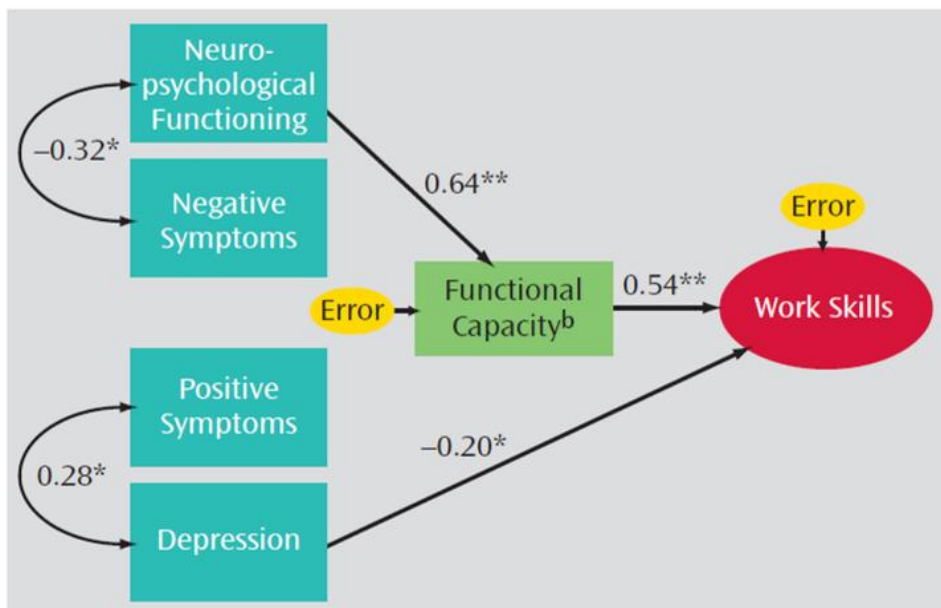 Neuro-
psychological
Functioning
–0.32*
Negative
Symptoms
0.64**
Error
Error
Functional
Capacityᵇ
0.54**
Work Skills
Positive
Symptoms
0.28*
–0.20*
Depression